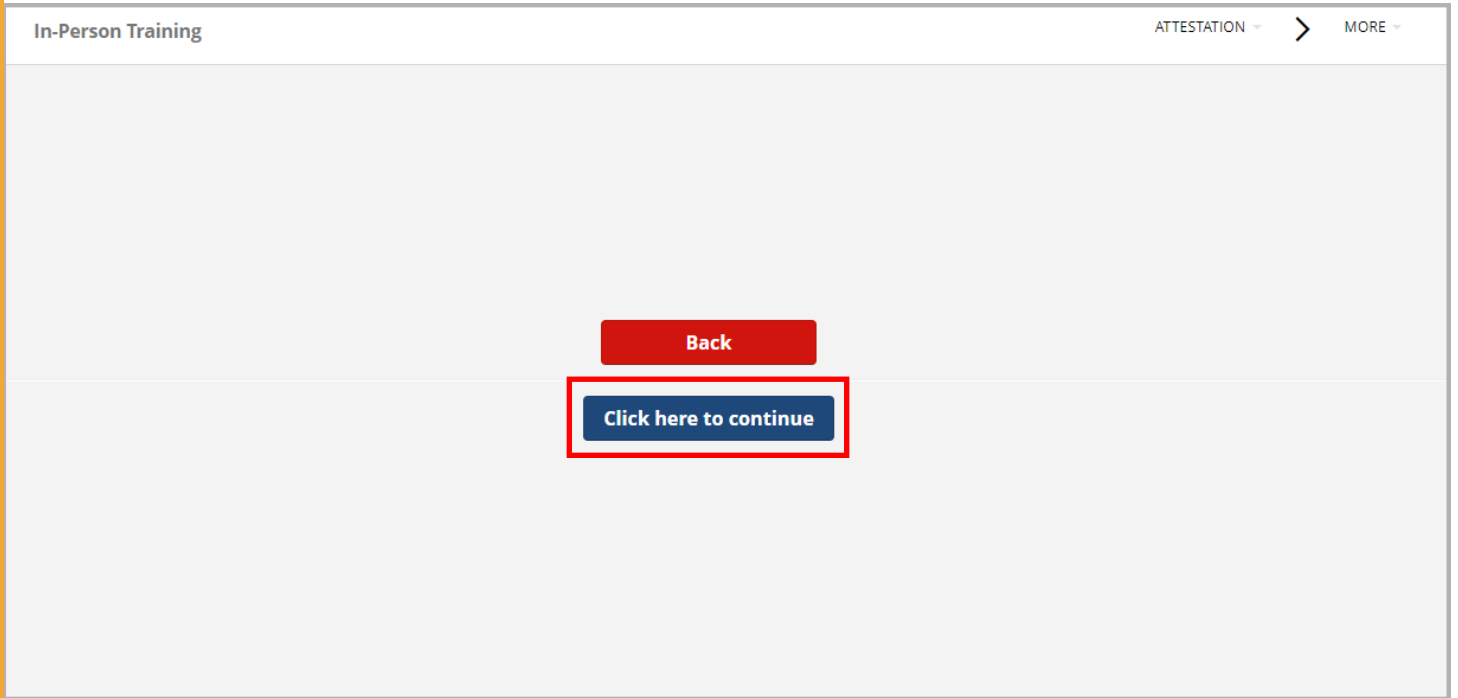 In-Person Training
ATTESTATION
MORE
Back
Click here to continue